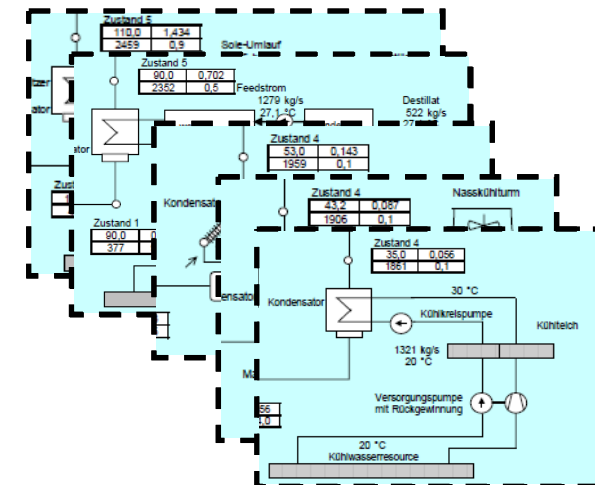 Zustand 5
110,0 1,434
2459 0,9
Sole-Umlauf
Zustand 5
90,0 0,702
2352 0,5
Feedstrom
1279 kg/s
27,1 °C
Destillat
522 kg/s
Zustand 4
53,0 0,143
1959 0,1
Zustand 4
43,2 0,087
1906 0,1
Nasskühlturm
Zustand 1
90,0
377
Zustand 4
35,0 0,056
1861 0,1
30 °C
Kondensator
Kühlkreispumpe
Kühlteich
1321 kg/s
20 °C
Versorgungspumpe
mit Rückgewinnung
20 °C
Kühlwasserresource